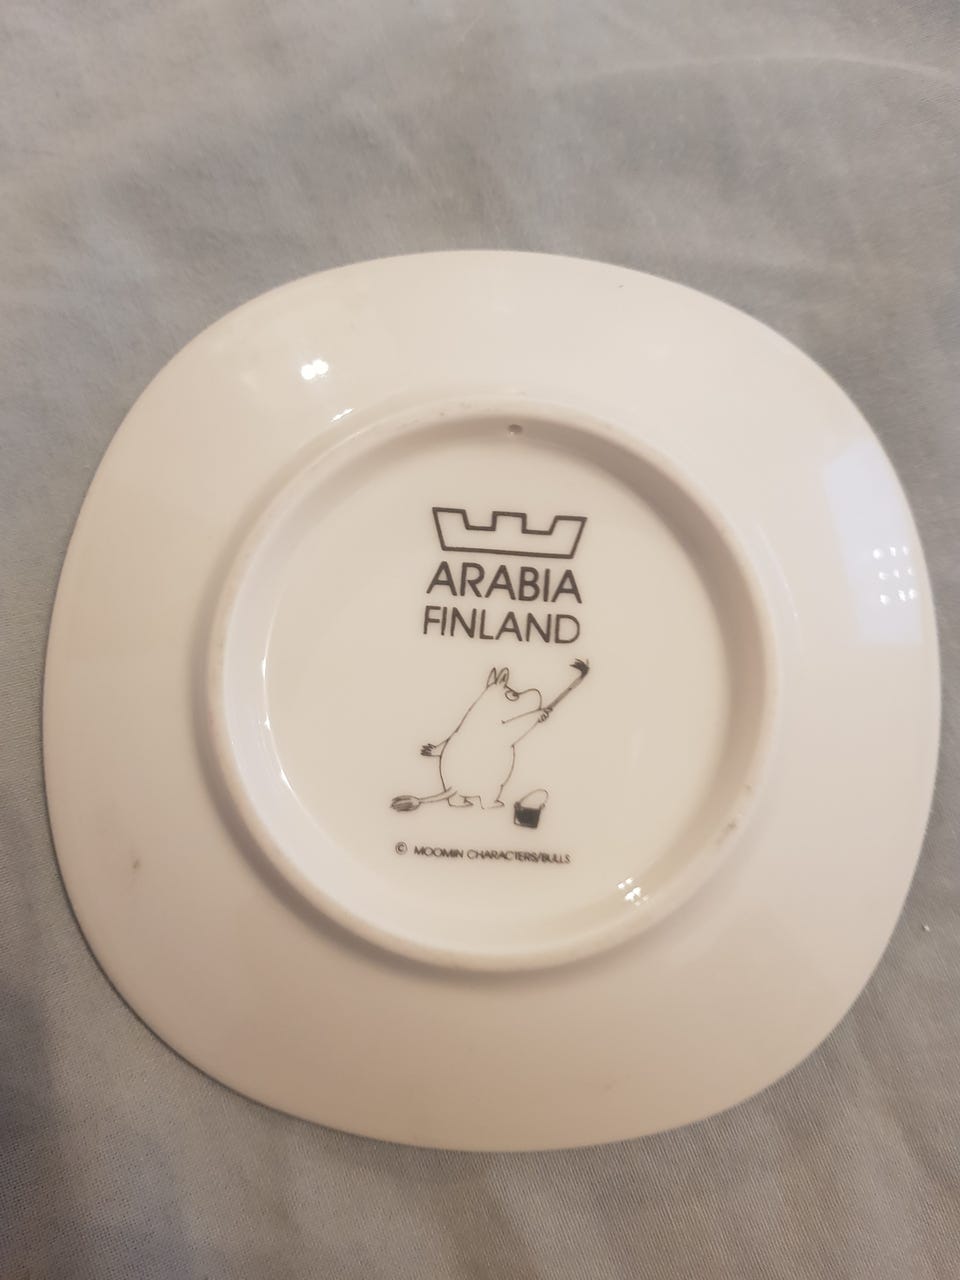 ARABIA
FINLAND
© MOOMIN CHARACTERS/BULLS